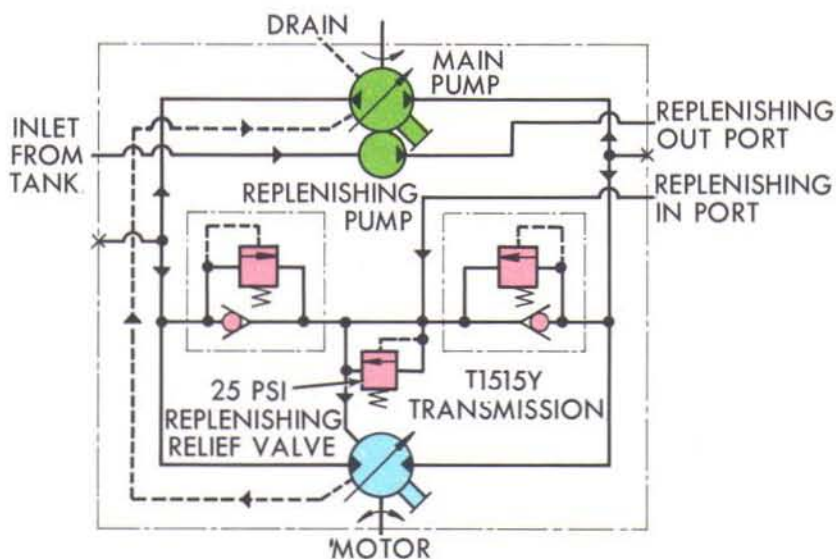 DRAIN
MAIN
PUMP
INLET
FROM
TANK.
REPLENISHING
OUT PORT
REPLENISHING
PUMP
REPLENISHING
IN PORT
25 PSI
REPLENISHING
RELIEF VALVE
T1515Y
TRANSMISSION
MOTOR